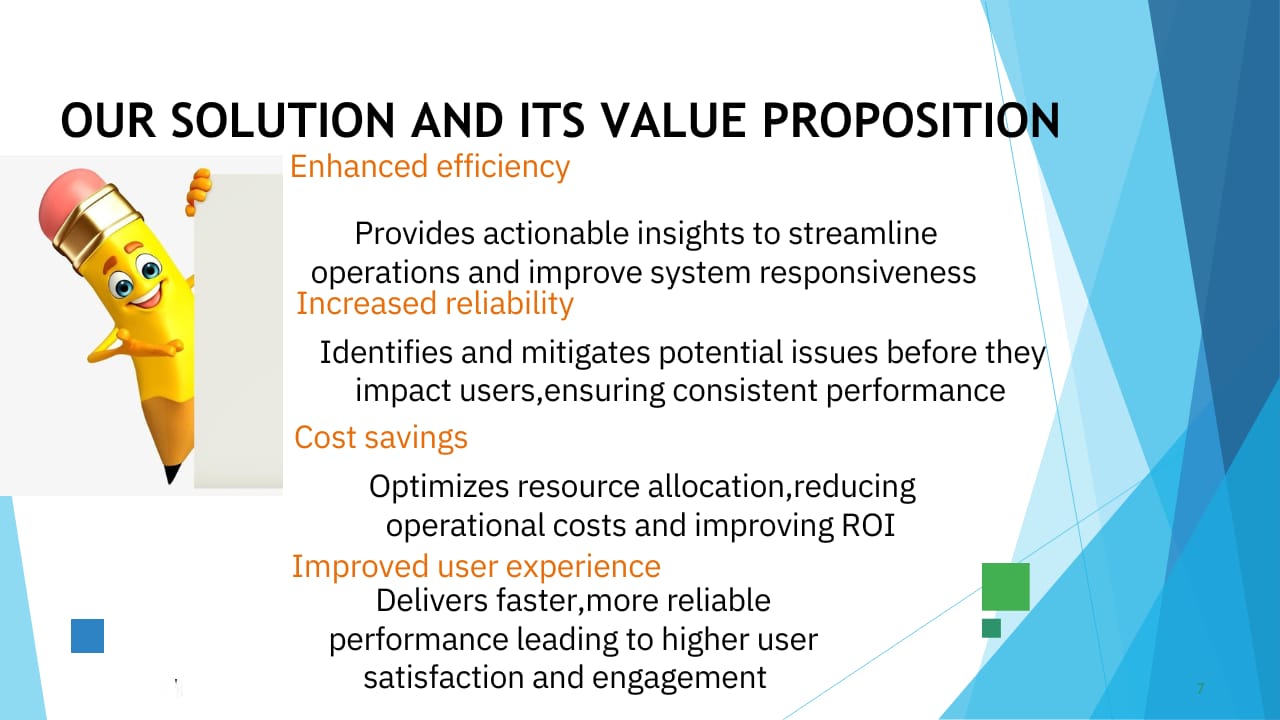 OUR SOLUTION AND ITS VALUE PROPOSITION
Enhanced efficiency
Provides actionable insights to streamline
operations and improve system responsiveness
Increased reliability
Identifies and mitigates potential issues before they
impact users,ensuring consistent performance
Cost savings
Optimizes resource allocation,reducing
operational costs and improving ROI
Improved user experience
Delivers faster,more reliable
performance leading to higher user
satisfaction and engagement
7